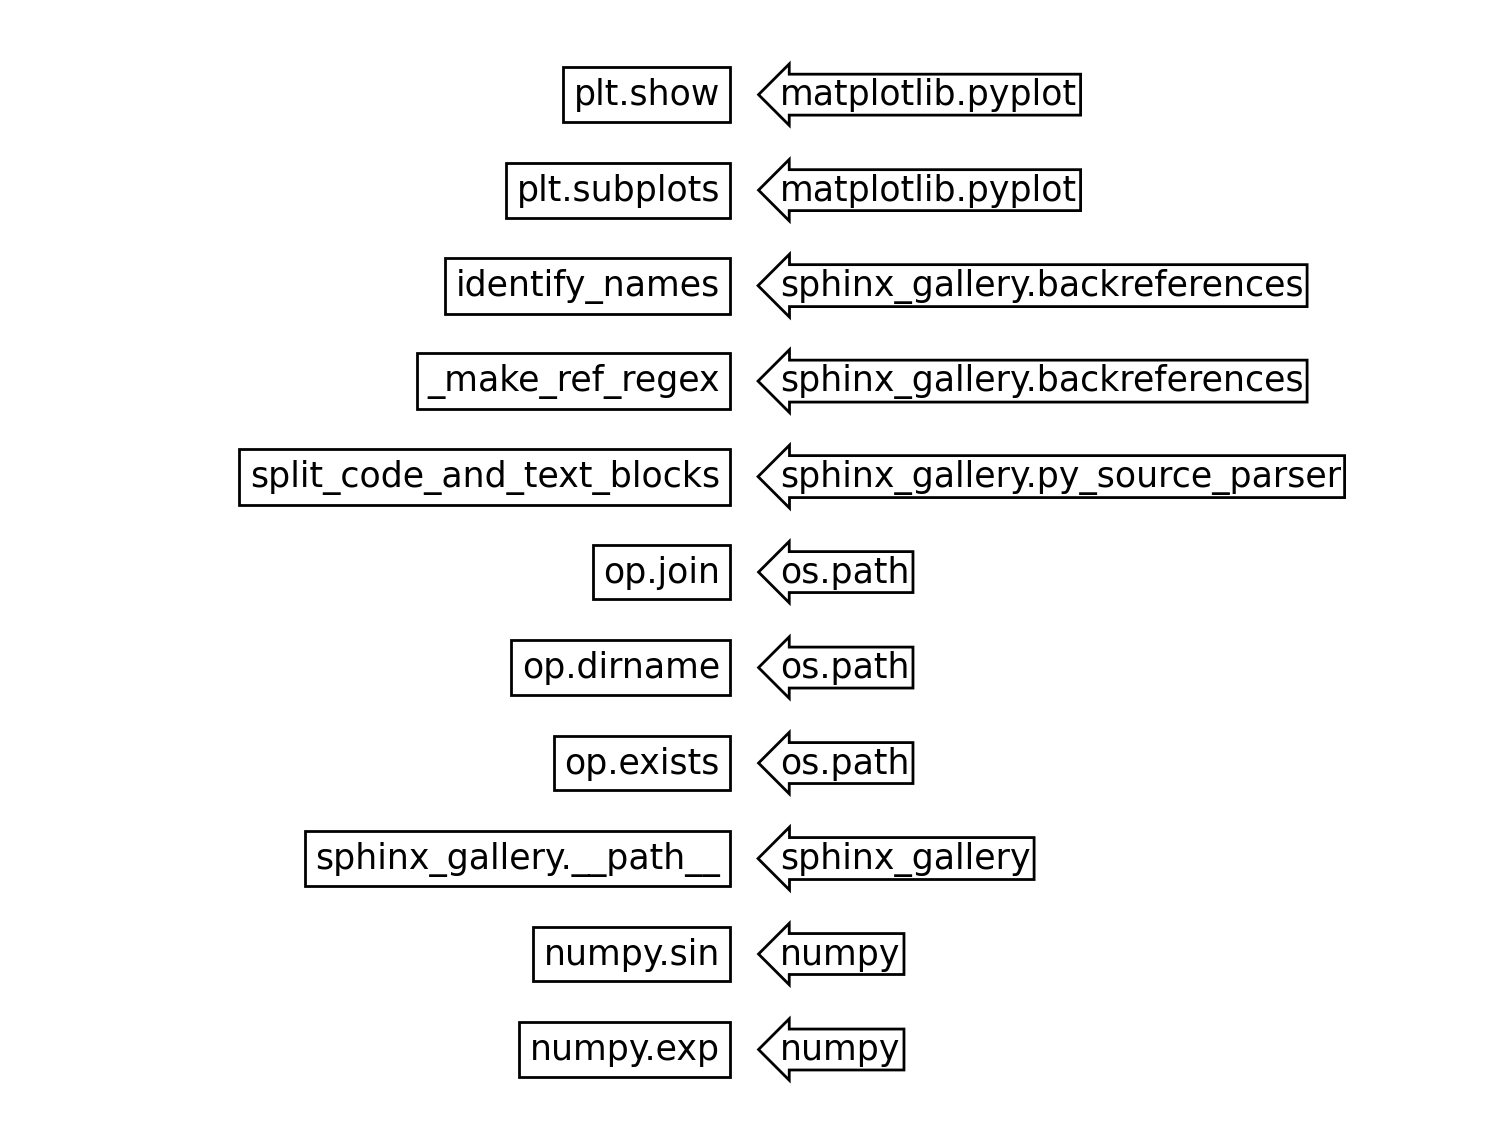 plt.show matplotlib.pyplot
plt.subplots matplotlib.pyplot
identify_names sphinx_gallery.backreferences
_make_ref_regex sphinx_gallery.backreferences
split_code_and_text_blocks sphinx_gallery.py_source_parser
op.join os.path
op.dirname os.path
op.exists os.path
sphinx_gallery.__path__ sphinx_gallery
numpy.sin numpy
numpy.exp numpy